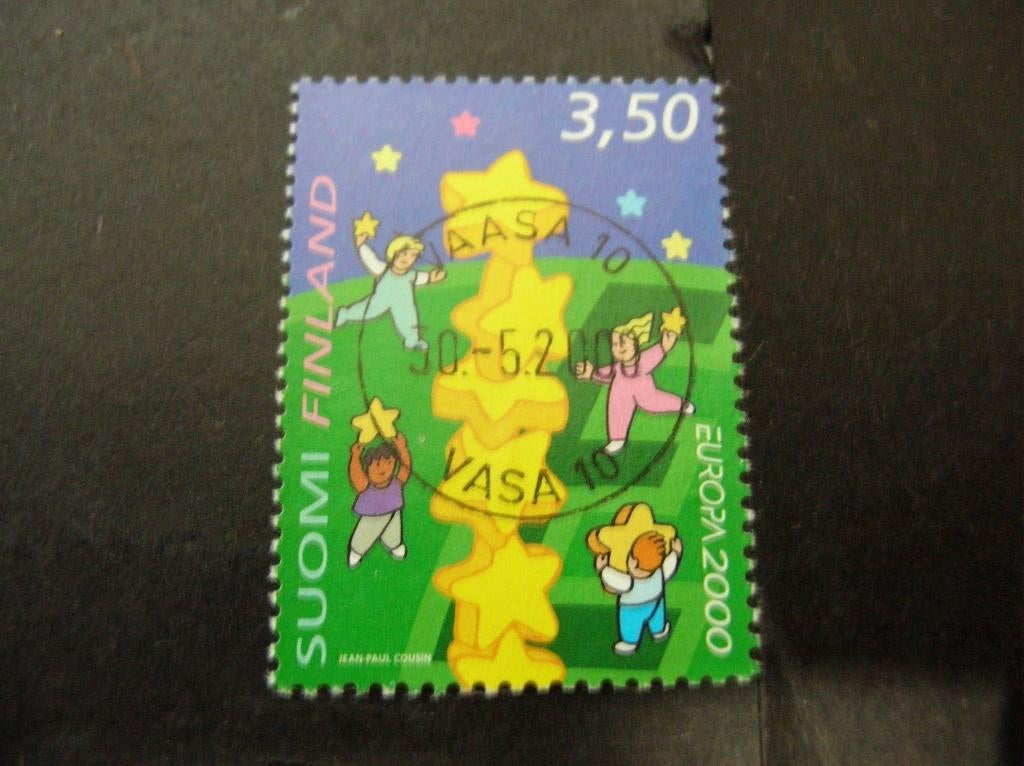 3,50
SUOMI FINLAND
VAASA 10
30.-5.2000
VASA 10
EUROPA 2000
JEAN-PAUL COUSIN